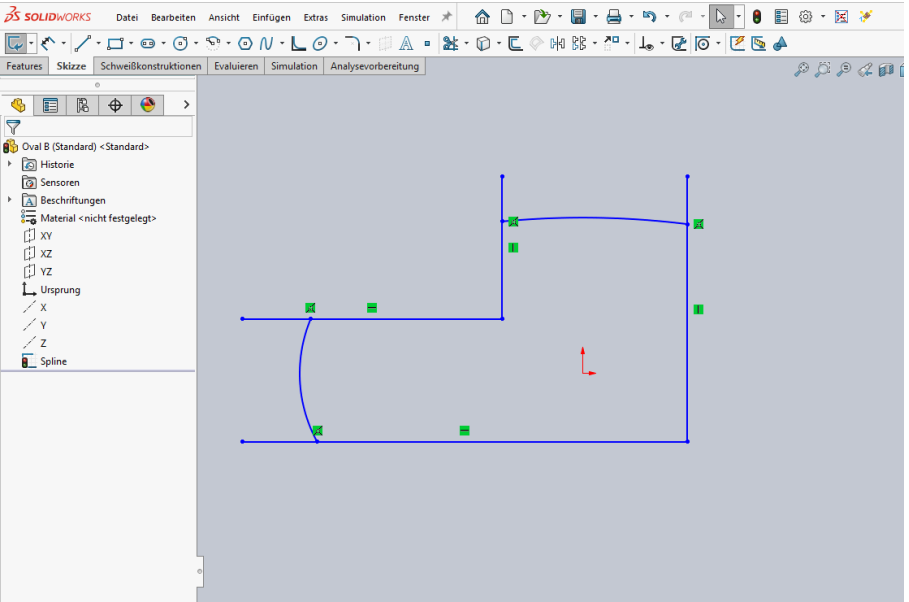 SOLIDWORKS Datei Bearbeiten Ansicht Einfügen Extras Simulation Fenster
Features Skizze Schweißkonstruktionen Evaluieren Simulation Analysevorbereitung
Oval B (Standard) <Standard>
Historie
Sensoren
Beschriftungen
Material <nicht festgelegt>
XY
XZ
YZ
Ursprung
X
Y
Z
Spline